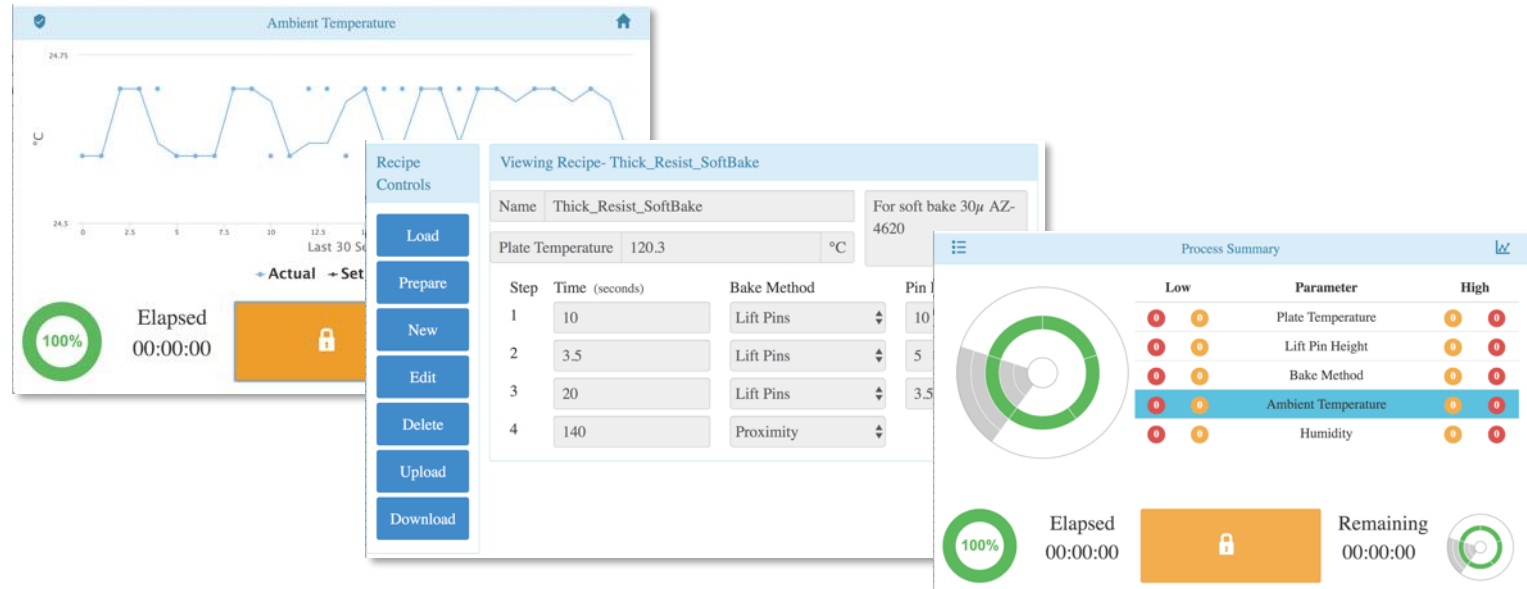 Ambient Temperature
24.75
°C
24.5
0 2.5 5 7.5 10 12.5
Last 30
Actual Set
100%
Elapsed
00:00:00
Recipe
Controls
Load
Prepare
New
Edit
Delete
Upload
Download
Viewing Recipe- Thick_Resist_SoftBake
Name Thick_Resist_SoftBake
For soft bake 30μ AZ-
4620
Plate Temperature 120.3 °C
Step Time (seconds) Bake Method Pin
1 10 Lift Pins 10
2 3.5 Lift Pins 5
3 20 Lift Pins 3.5
4 140 Proximity
Process Summary
Low Parameter High
0 0 Plate Temperature 0 0
0 0 Lift Pin Height 0 0
0 0 Bake Method 0 0
0 0 Ambient Temperature 0 0
0 0 Humidity 0 0
100%
Elapsed
00:00:00
Remaining
00:00:00